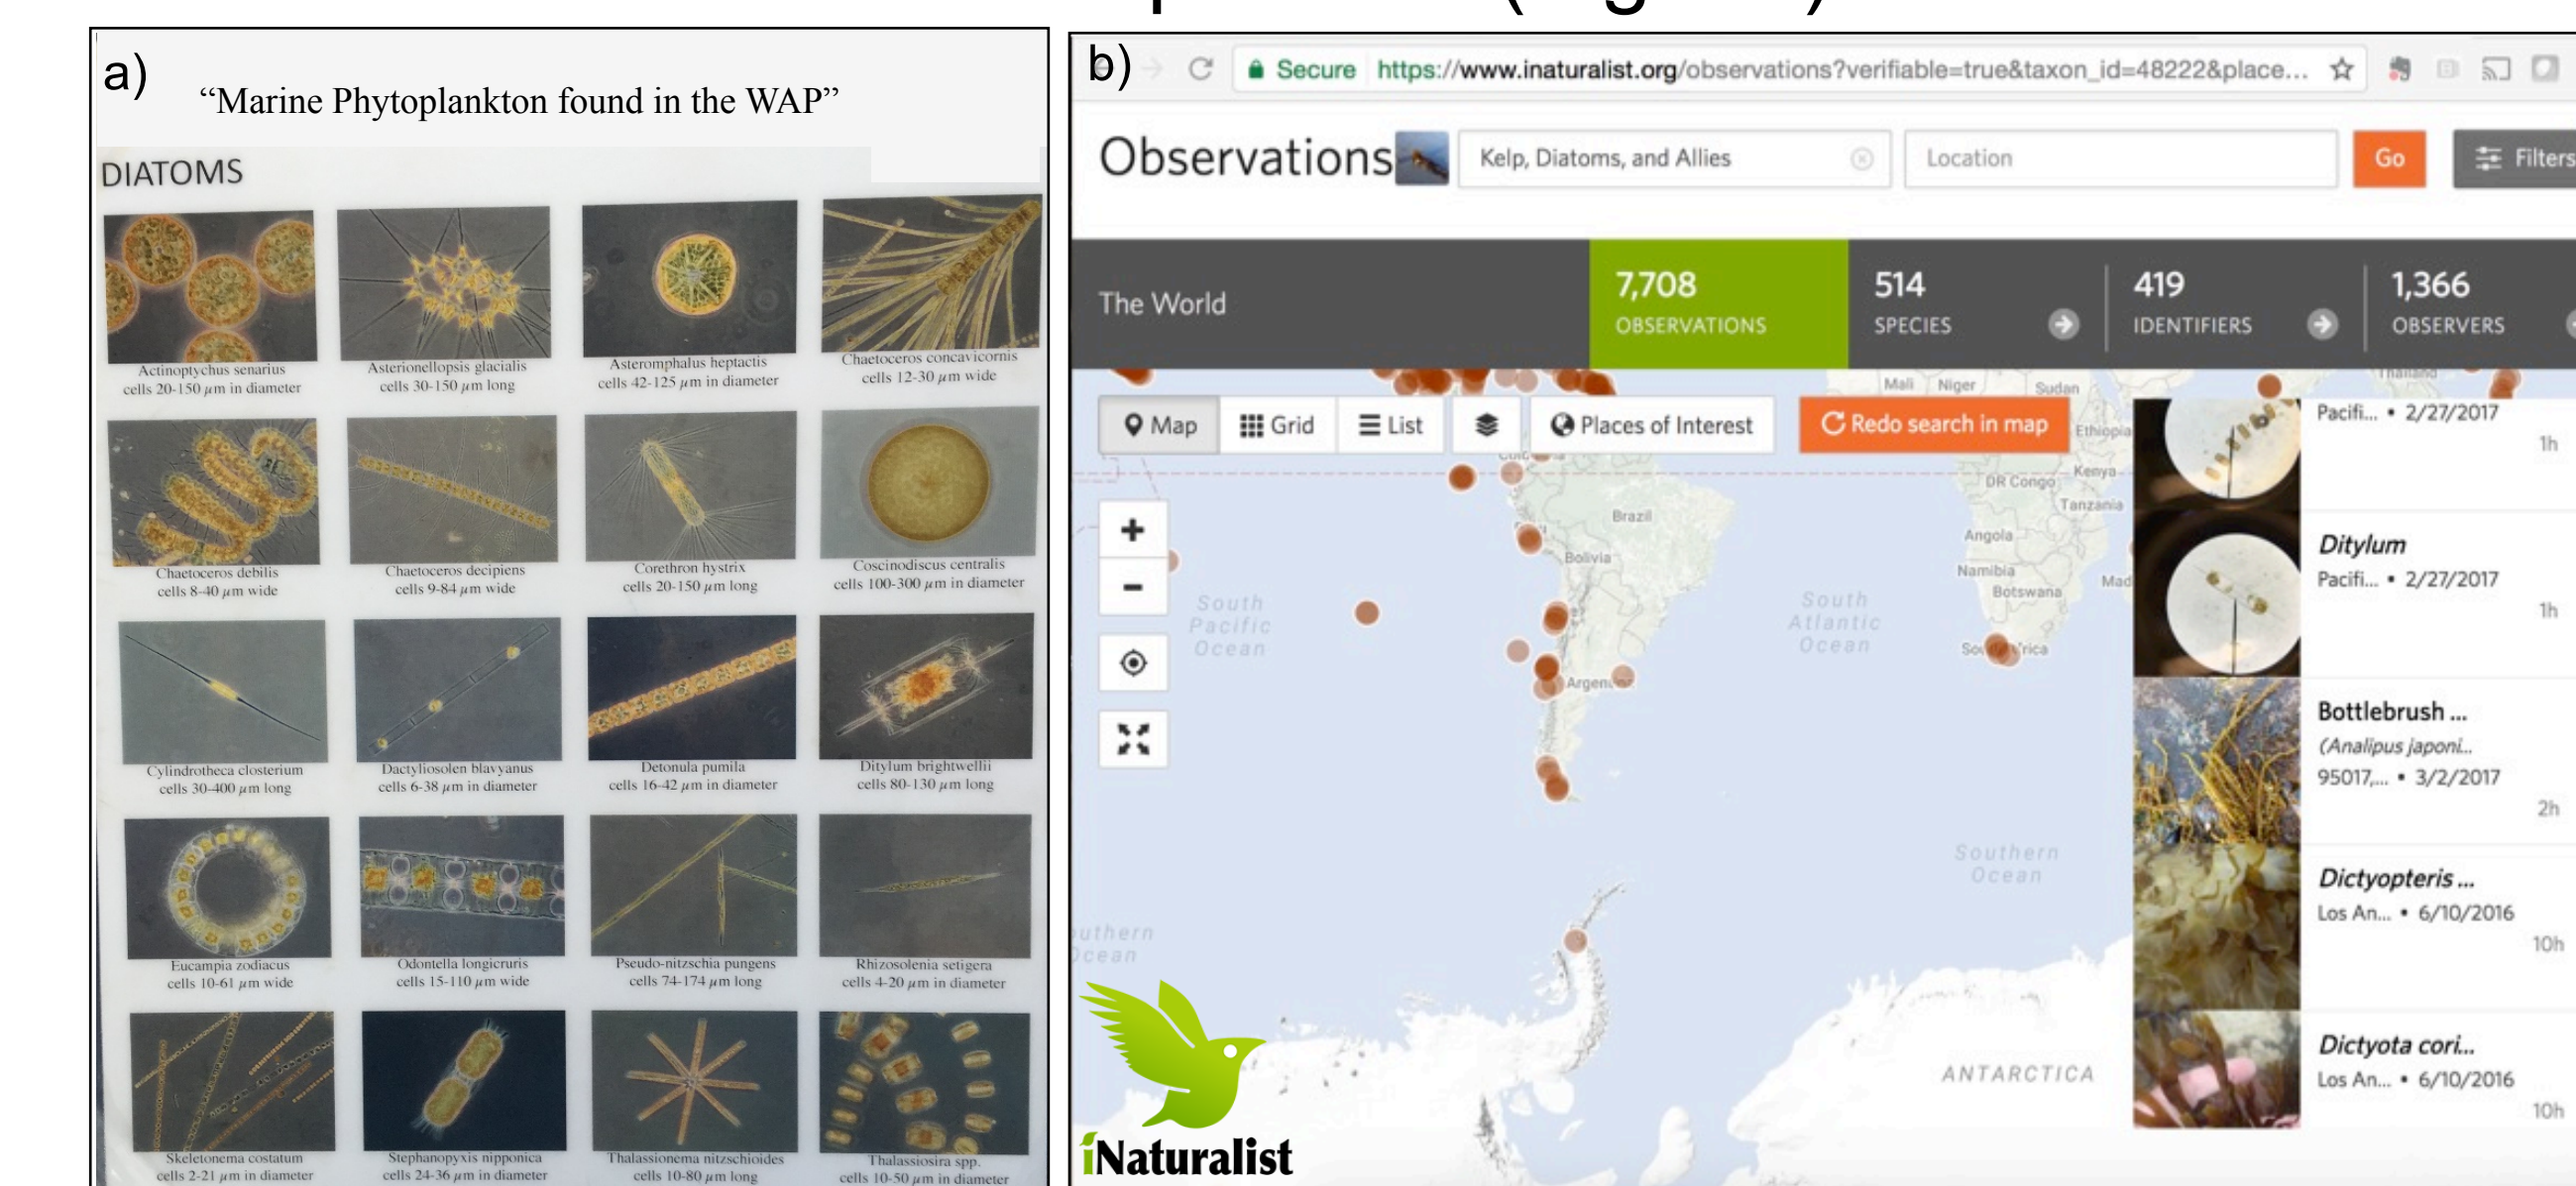 a)
“Marine Phytoplankton found in the WAP”
DIATOMS
Actinoptychus senarius
cells 20-150 µm in diameter
Asterionellopsis glacialis
cells 30-150 µm long
Asteromphalus heptactis
cells 42-125 µm in diameter
Chaetoceros concavicornis
cells 12-30 µm wide
Chaetoceros debilis
cells 8-40 µm wide
Chaetoceros decipiens
cells 9-84 µm wide
Corethron hystrix
cells 20-150 µm long
Coscinodiscus centralis
cells 100-300 µm in diameter
Cylindrotheca closterium
cells 30-400 µm long
Dactyliosolen blavyanus
cells 6-38 µm in diameter
Detonula pumila
cells 16-42 µm in diameter
Ditylum brightwellii
cells 80-130 µm long
Eucampia zodiacus
cells 10-61 µm wide
Odontella longicruris
cells 15-110 µm wide
Pseudo-nitzschia pungens
cells 74-174 µm long
Rhizosolenia setigera
cells 4-20 µm in diameter
Skeletonema costatum
cells 2-21 µm in diameter
Stephanopyxis nipponica
cells 24-36 µm in diameter
Thalassionema nitzschioides
cells 10-80 µm long
Thalassiosira spp.
cells 10-50 µm in diameter
b)
Secure https://www.inaturalist.org/observations?verifiable=true&taxon_id=48222&place...
Observations Kelp, Diatoms, and Allies Location Go Filters
The World
7,708
OBSERVATIONS
514
SPECIES
419
IDENTIFIERS
1,366
OBSERVERS
Map Grid List Places of Interest Redo search in map
Mali Niger Sudan
Thailand
Ethiopia
Kenya
DR Congo
Tanzania
Brazil
Angola
Bolivia
Namibia
Botswana
Mad
South
Pacific
Ocean
South
Atlantic
Ocean
Southern
Ocean
ANTARCTICA
Pacifi... • 2/27/2017
1h
Ditylum
Pacifi... • 2/27/2017
1h
Bottlebrush ...
(Analipus japoni...
95017,... • 3/2/2017
2h
Dictyopteris ...
Los An... • 6/10/2016
10h
Dictyota cori...
Los An... • 6/10/2016
10h
iNaturalist